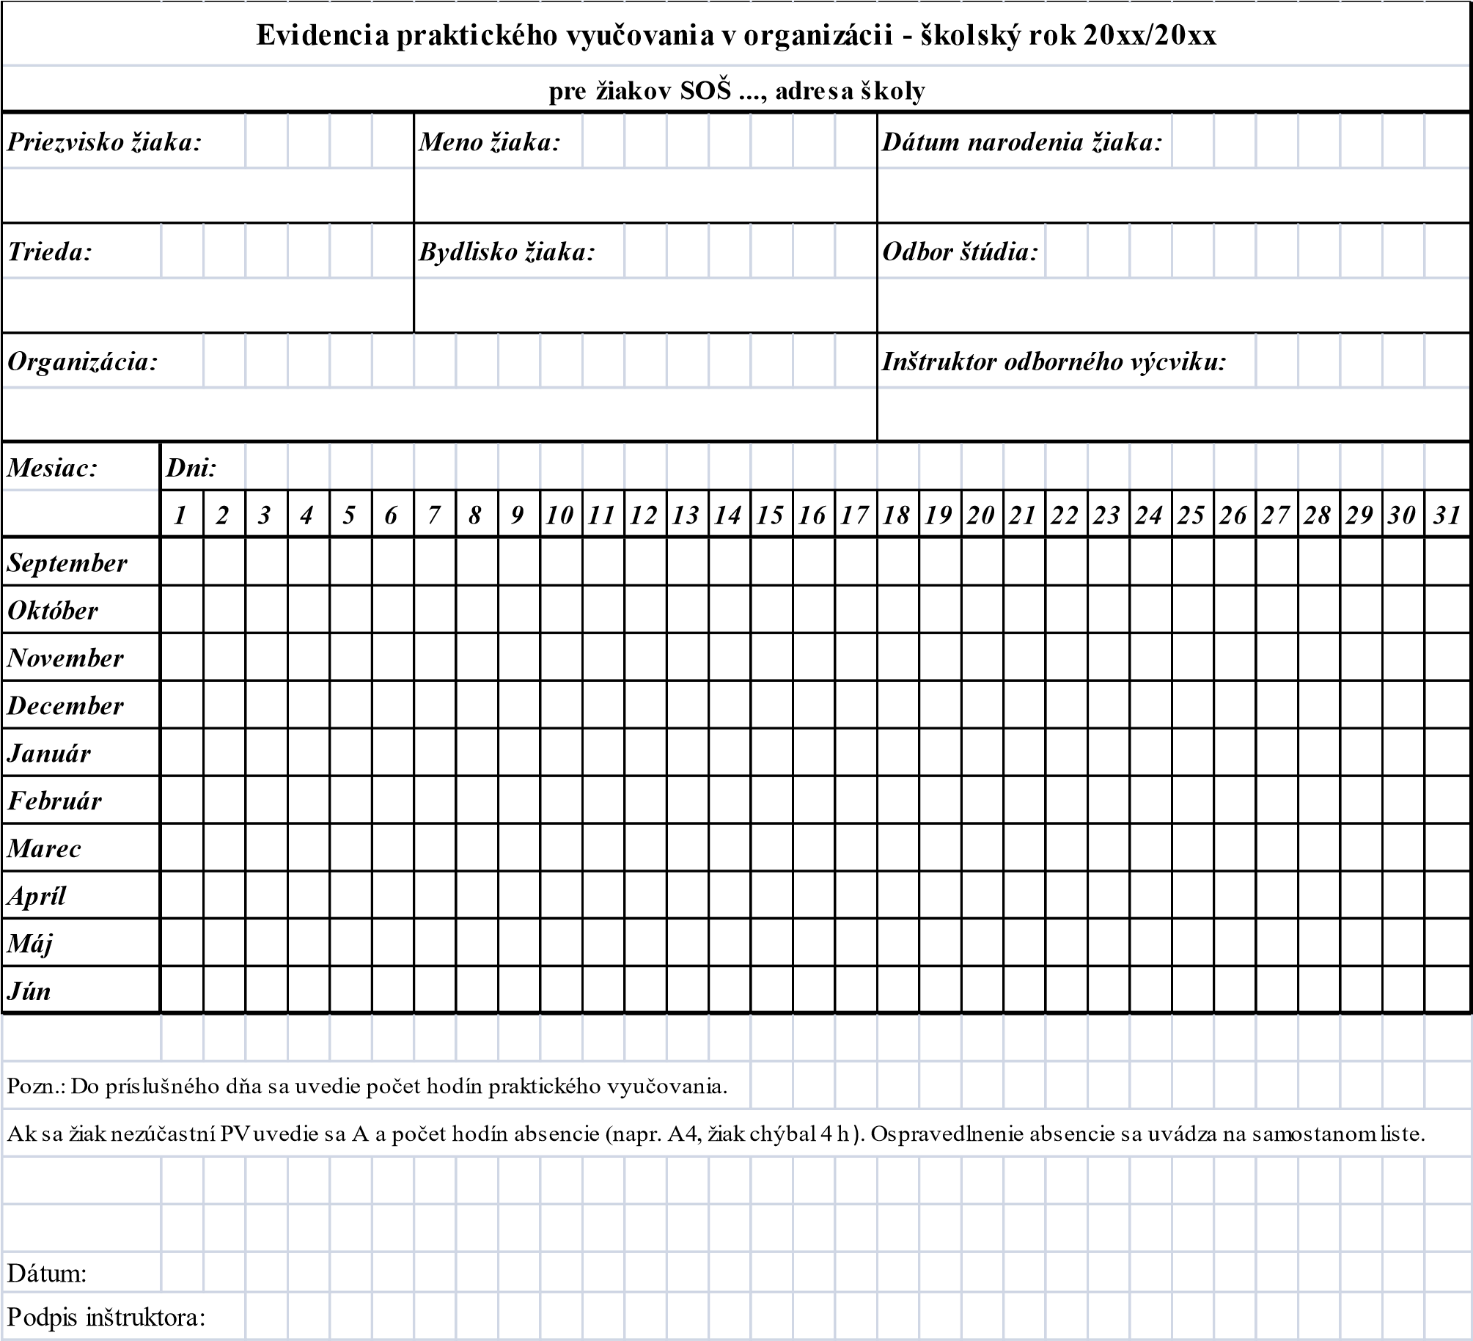 Evidencia praktického vyučovania v organizácii - školský rok 20xx/20xx
pre žiakov SOŠ ..., adresa školy
Priezvisko žiaka: Meno žiaka: Dátum narodenia žiaka:
Trieda: Bydlisko žiaka: Odbor štúdia:
Organizácia: Inštruktor odborného výcviku:
Mesiac: Dni:
1 2 3 4 5 6 7 8 9 10 11 12 13 14 15 16 17 18 19 20 21 22 23 24 25 26 27 28 29 30 31
September
Október
November
December
Január
Február
Marec
Apríl
Máj
Jún
Pozn.: Do príslušného dňa sa uvedie počet hodín praktického vyučovania.
Ak sa žiak nezúčastní PV uvedie sa A a počet hodín absencie (napr. A4, žiak chýbal 4 h ). Ospravedlnenie absencie sa uvádza na samostanom liste.
Dátum:
Podpis inštruktora: